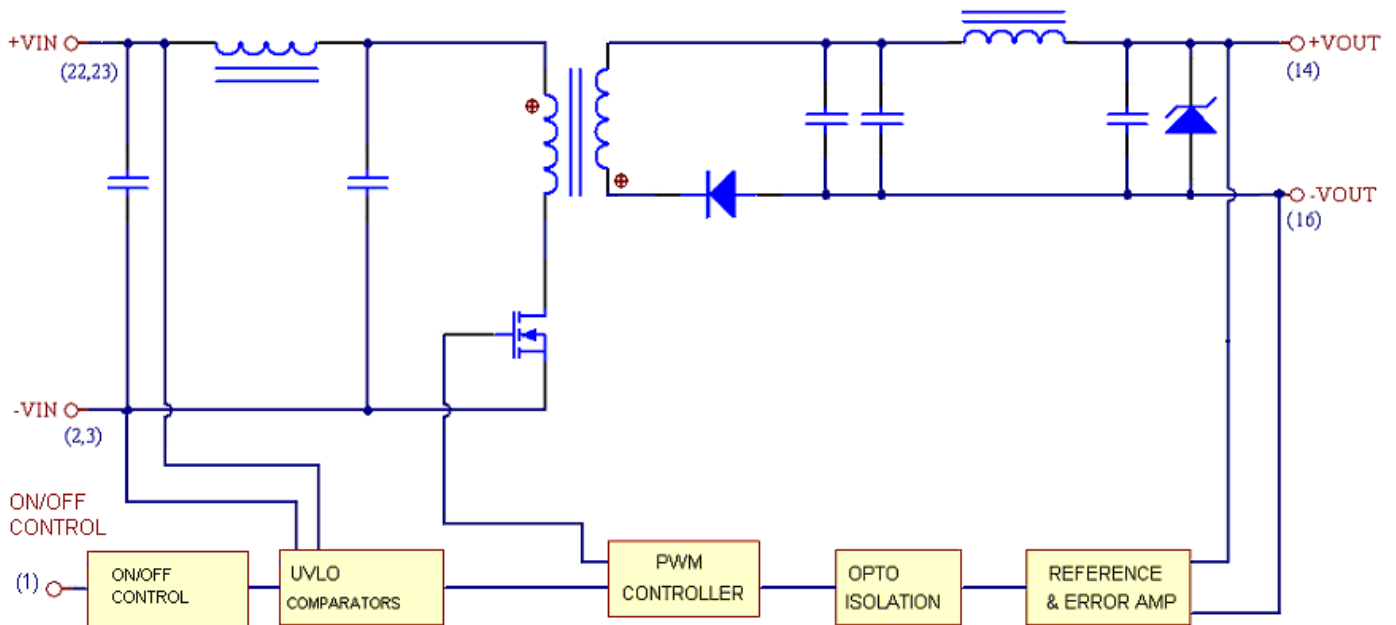 +VIN
(22,23)
+VOUT
(14)
-VOUT
(16)
-VIN
(2,3)
ON/OFF
CONTROL
(1)
ON/OFF
CONTROL
UVLO
COMPARATORS
PWM
CONTROLLER
OPTO
ISOLATION
REFERENCE
& ERROR AMP